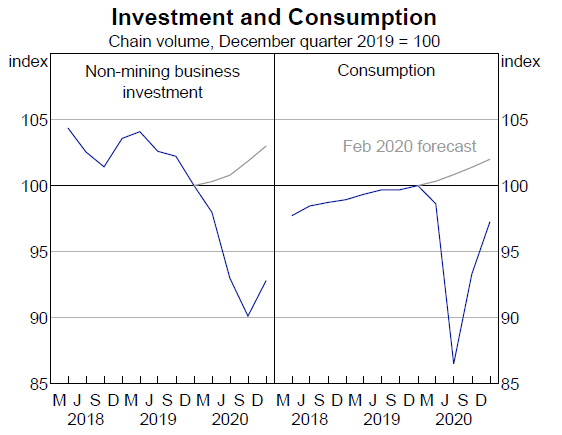 Investment and Consumption
Chain volume, December quarter 2019 = 100
index
index
Non-mining business
investment
Consumption
Feb 2020 forecast
105
105
100
100
95
95
90
90
85
85
M J S D M J S D M J S D
M J S D M J S D M J S D
2018 2019 2020
2018 2019 2020